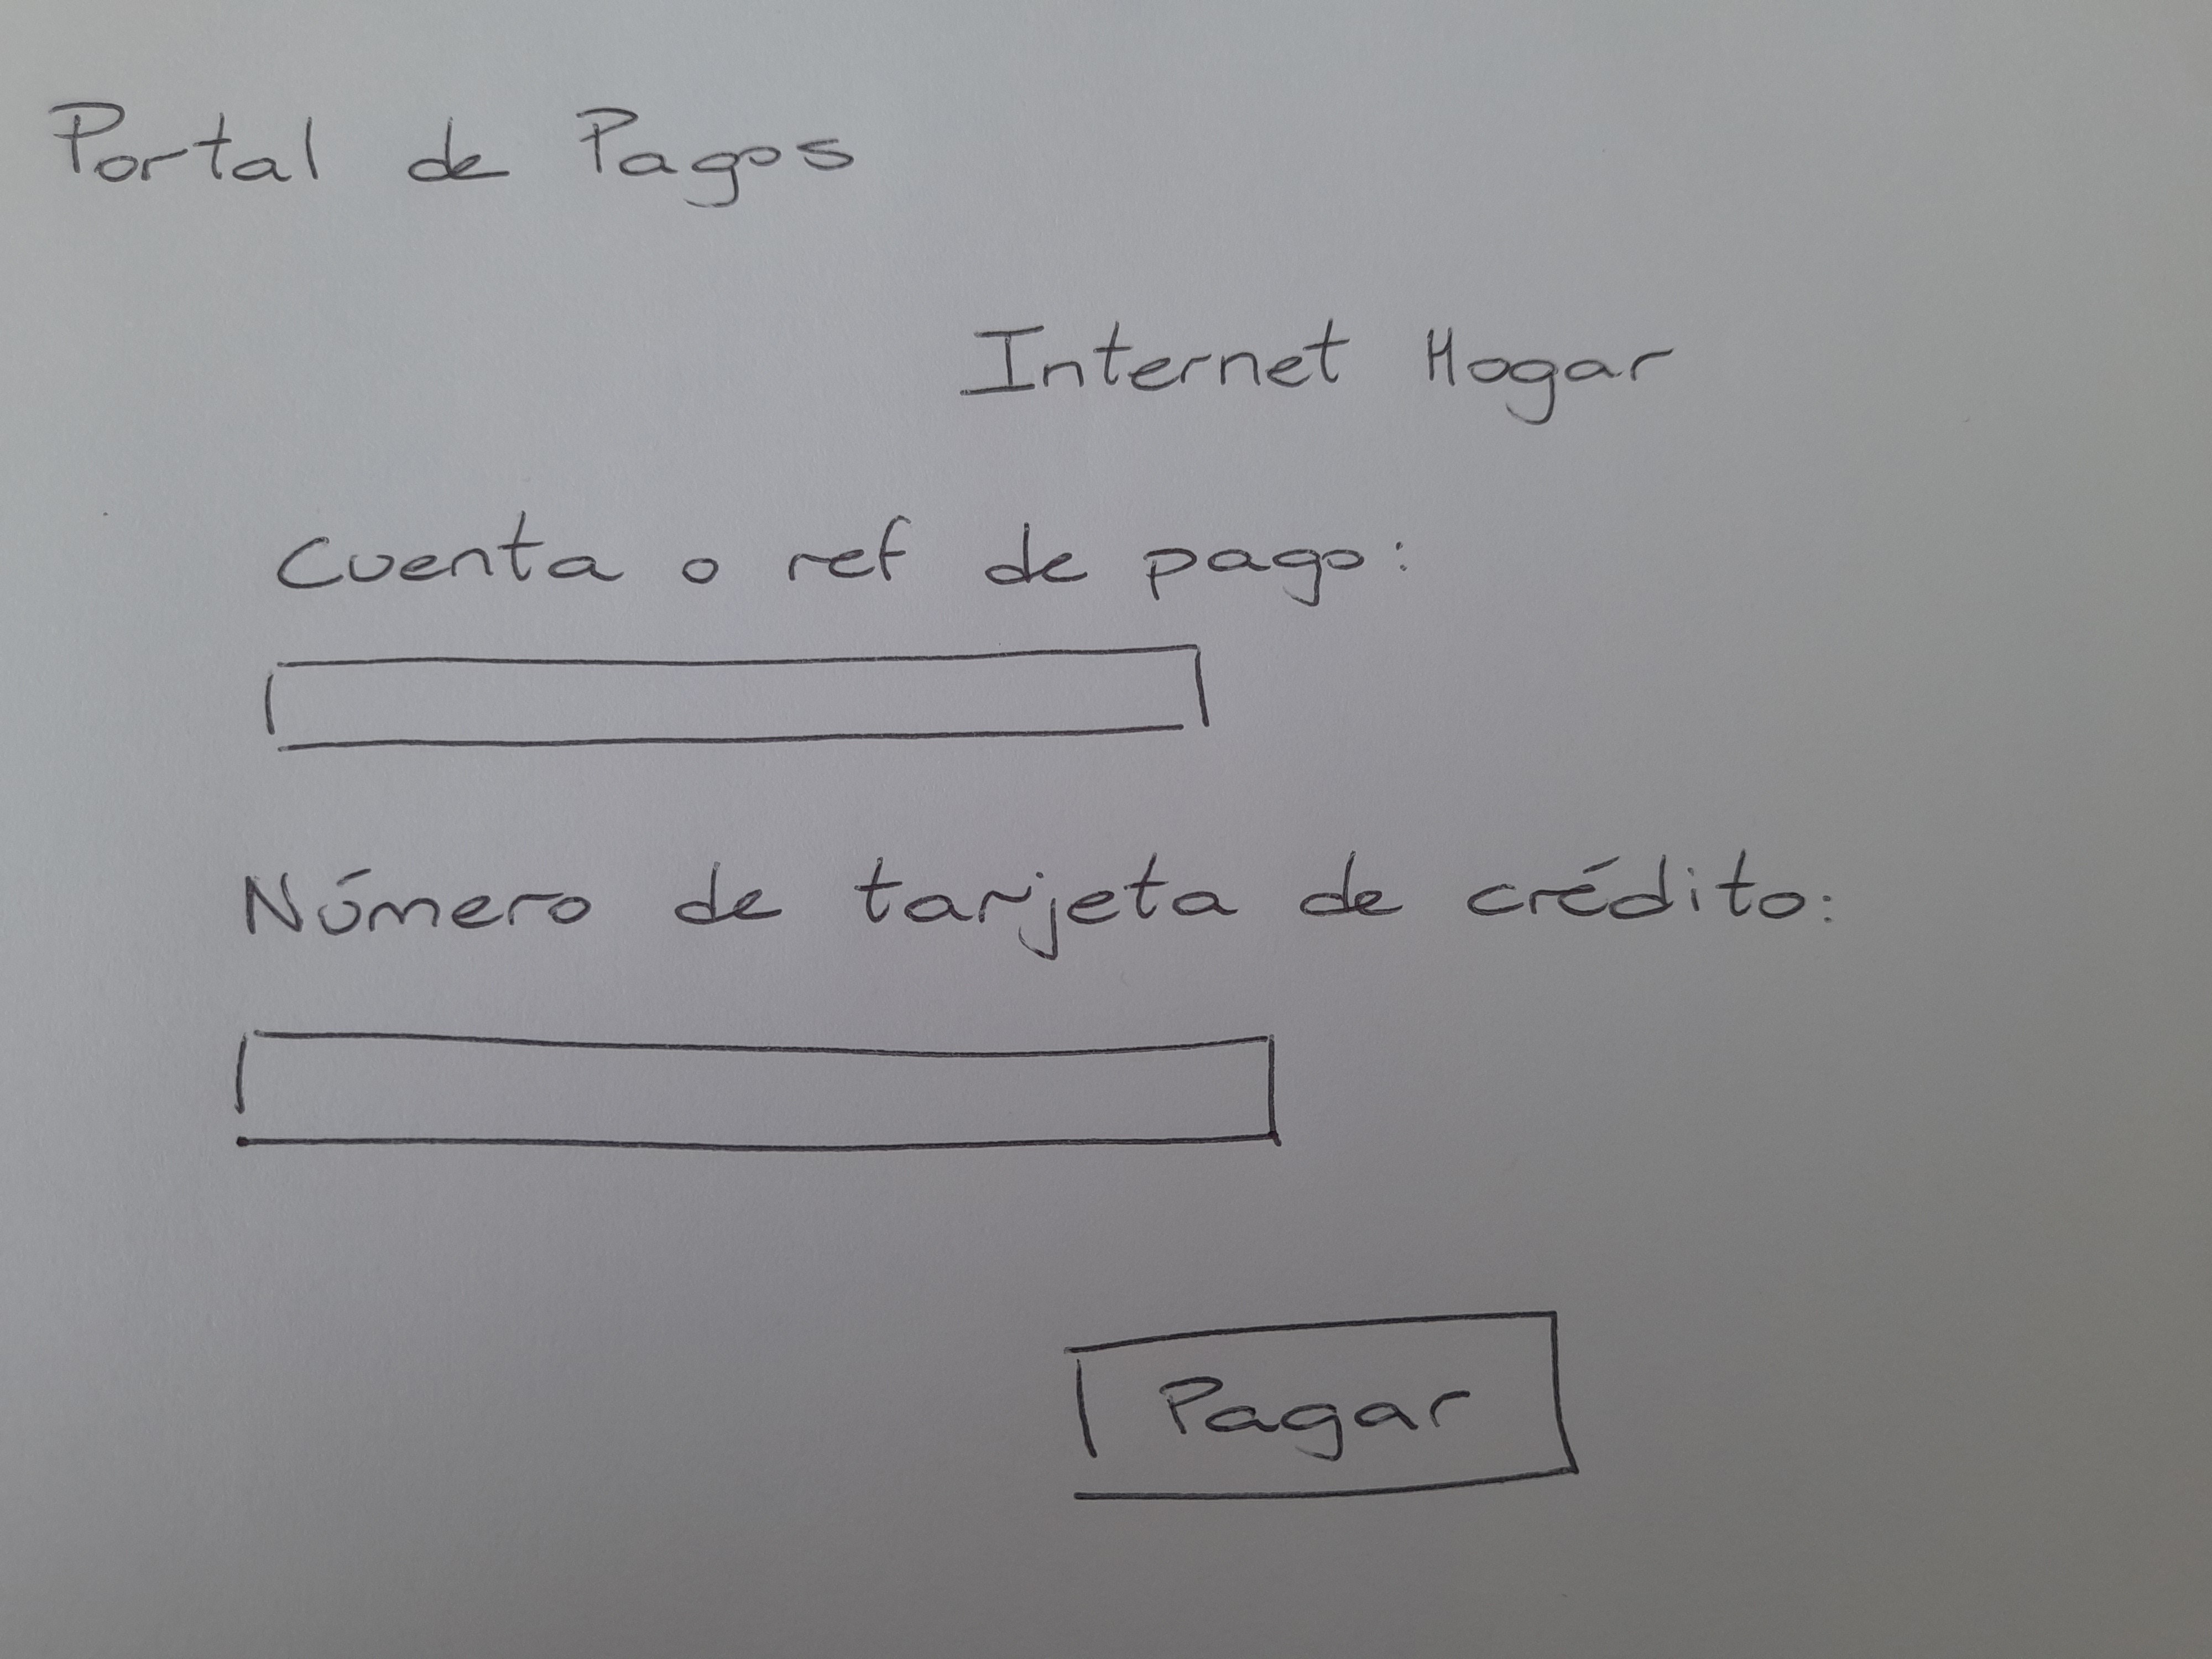 Portal de Pagos
Internet Hogar
Cuenta o ref de pago:
Número de tarjeta de crédito:
Pagar